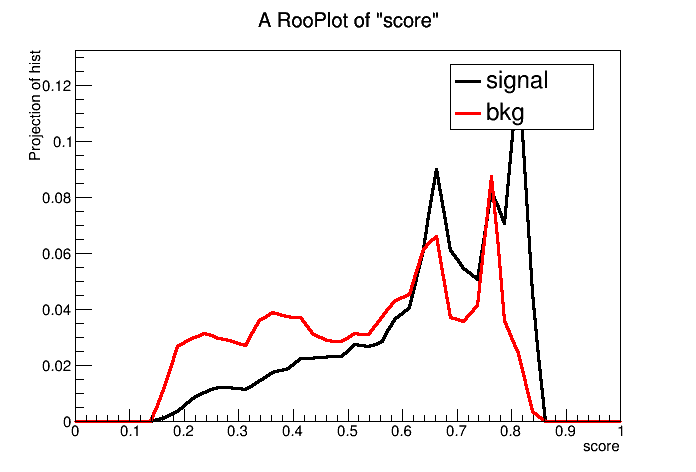 A RooPlot of "score"
Projection of hist
0.12
0.1
0.08
0.06
0.04
0.02
0
signal
bkg
0 0.1 0.2 0.3 0.4 0.5 0.6 0.7 0.8 0.9 1
score